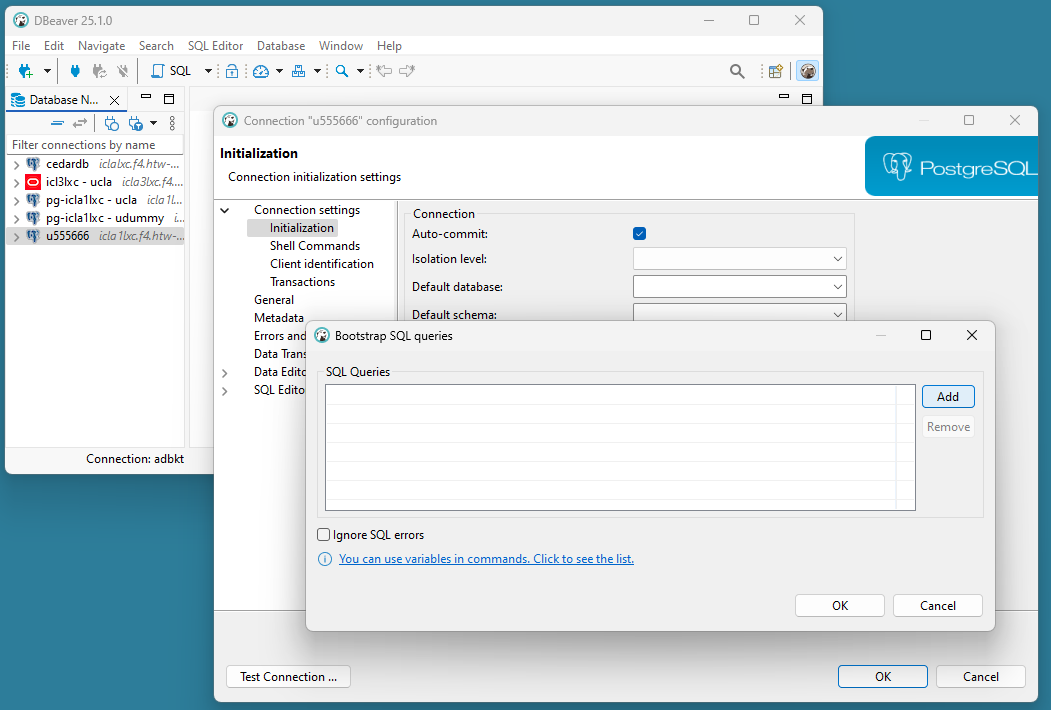 DBeaver 25.1.0
File Edit Navigate Search SQL Editor Database Window Help
SQL
Database N...
Filter connections by name
cedardb iclalxc.f4.htw-...
icl3lxc - ucla icla3lxc.f4....
pg-icla1lxc - ucla icla1l...
pg-icla1lxc - udummy i...
u555666 icla1lxc.f4.htw-...
Connection: adbkt
Connection "u555666" configuration
Initialization
Connection initialization settings
PostgreSQL
Connection settings
Initialization
Shell Commands
Client identification
Transactions
General
Metadata
Errors and
Data Trans
Data Edito
SQL Edito
Connection
Auto-commit:
Isolation level:
Default database:
Default schema:
Bootstrap SQL queries
SQL Queries
Add
Remove
Ignore SQL errors
You can use variables in commands. Click to see the list.
OK Cancel
Test Connection ... OK Cancel